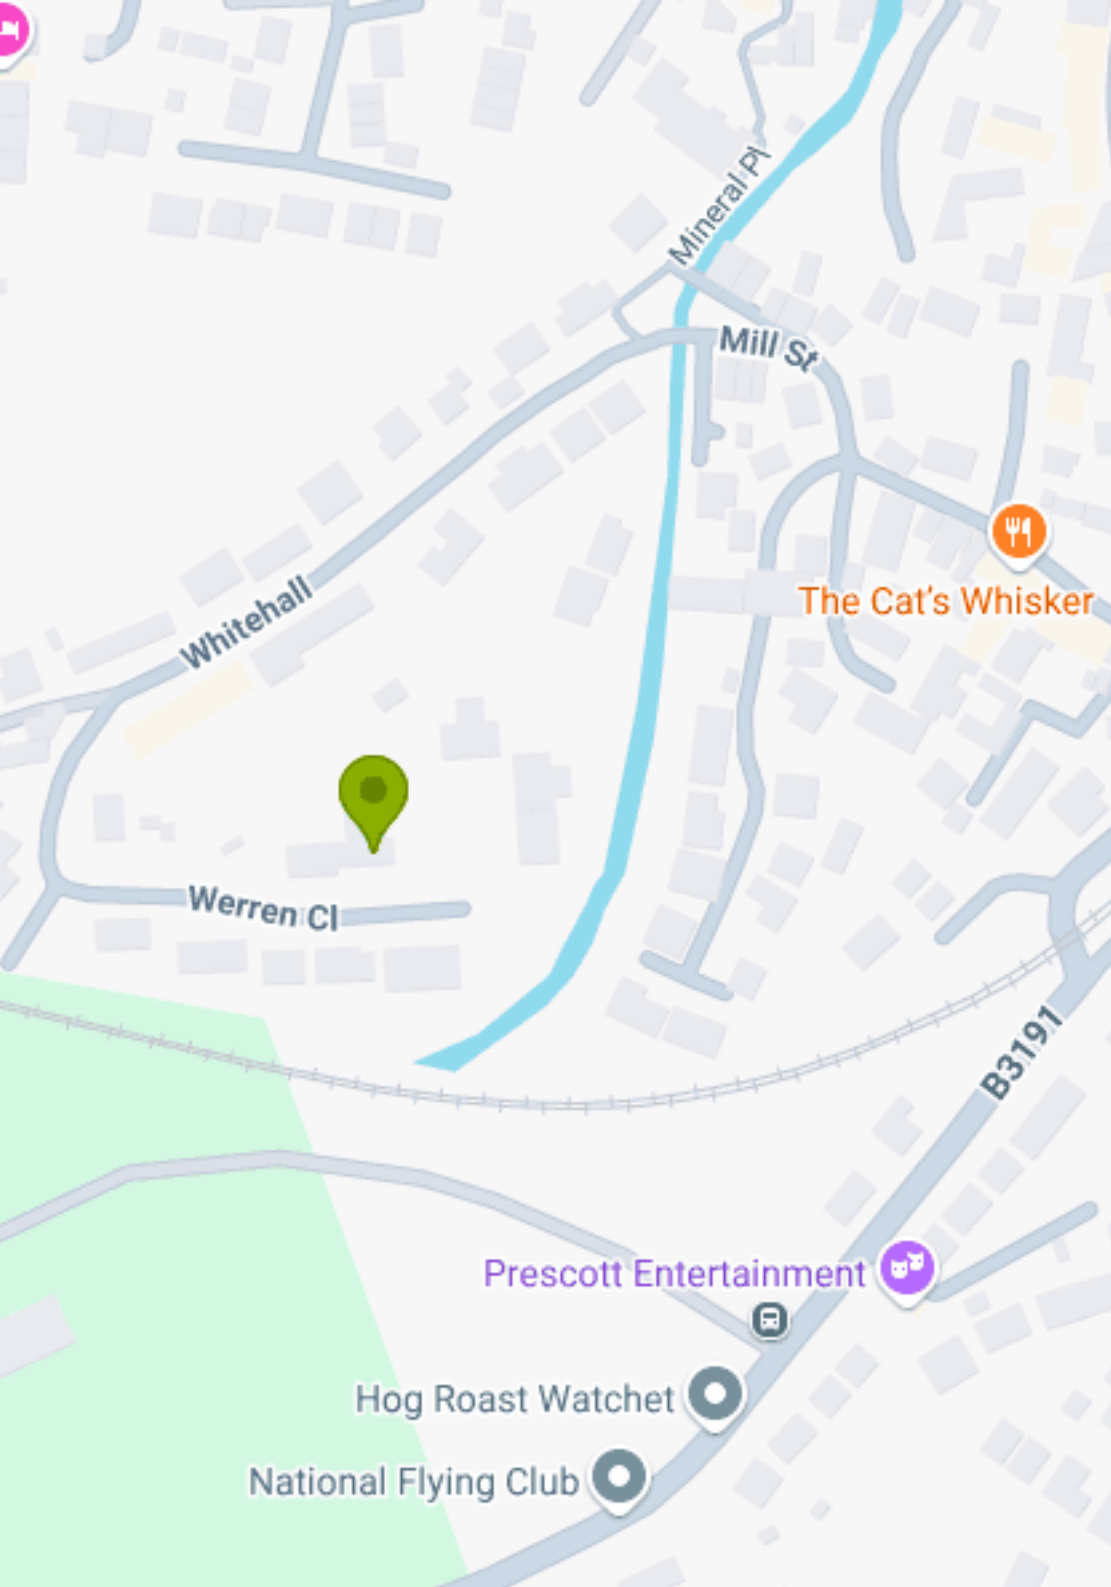 Mineral Pl
Mill St
Whitehall
The Cat's Whisker
Werren Cl
B3191
Prescott Entertainment
Hog Roast Watchet
National Flying Club